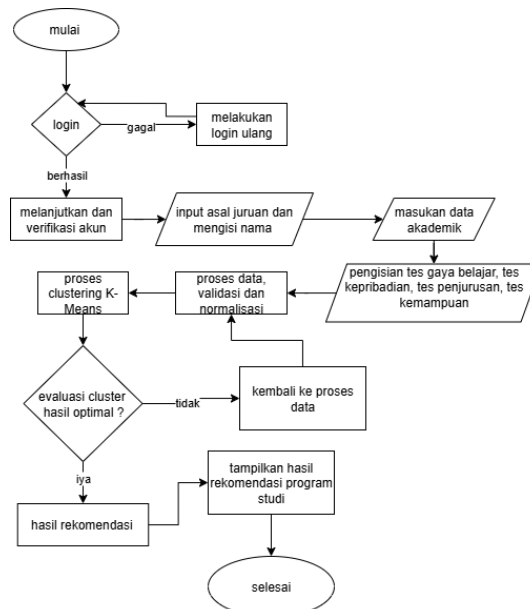 mulai
login
gagal
melakukan
login ulang
berhasil
melanjutkan dan
verifikasi akun
input asal juruan dan
mengisi nama
masukan data
akademik
pengisian tes gaya belajar, tes
kepribadian, tes penjurusan, tes
kemampuan
proses data,
validasi dan
normalisasi
proses
clustering K-
Means
evaluasi cluster
hasil optimal ?
tidak
kembali ke proses
data
iya
hasil rekomendasi
tampilkan hasil
rekomendasi program
studi
selesai